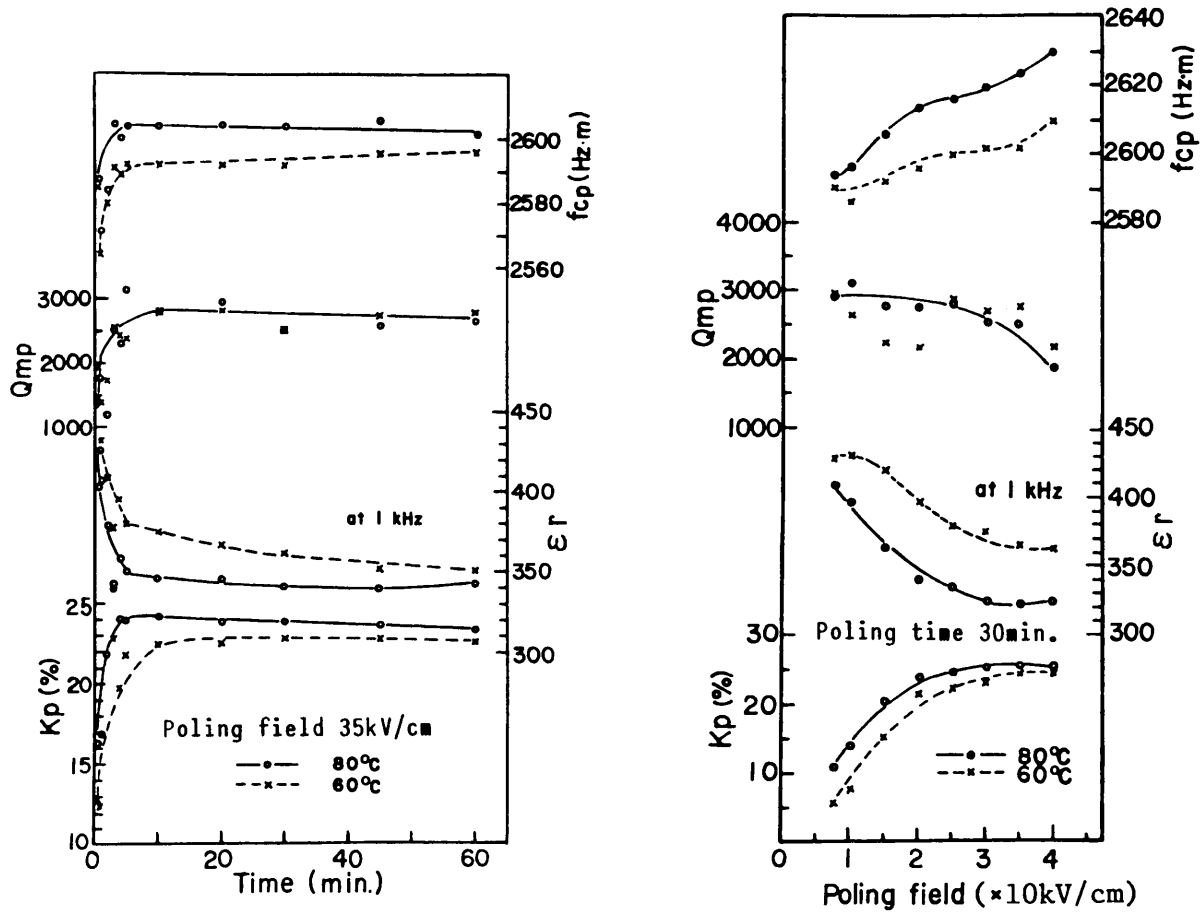 2600
2580
2560
fcp (Hz·m)
3000
2000
1000
Qmp
450
400
350
300
εr
at 1 kHz
25
20
15
10
Kp (%)
Poling field 35kV/cm
80°C
60°C
0
20
40
60
Time (min.)
2640
2620
2600
2580
fcp (Hz·m)
4000
3000
2000
1000
Qmp
450
400
350
300
εr
at 1 kHz
Poling time 30min.
30
20
10
Kp (%)
80°C
60°C
0
1
2
3
4
Poling field (×10kV/cm)